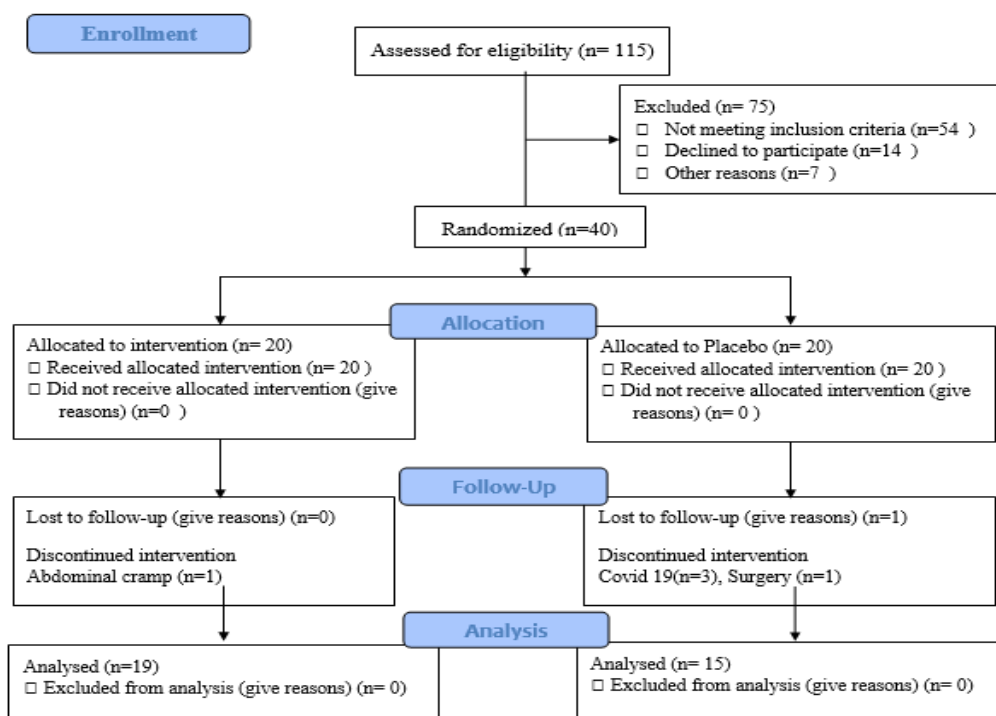 Enrollment
Assessed for eligibility (n= 115)
Excluded (n= 75)
□ Not meeting inclusion criteria (n=54 )
□ Declined to participate (n=14 )
□ Other reasons (n=7 )
Randomized (n=40)
Allocation
Allocated to intervention (n= 20)
□ Received allocated intervention (n= 20 )
□ Did not receive allocated intervention (give
reasons) (n=0 )
Allocated to Placebo (n= 20)
□ Received allocated intervention (n= 20 )
□ Did not receive allocated intervention (give
reasons) (n= 0 )
Follow-Up
Lost to follow-up (give reasons) (n=0)
Discontinued intervention
Abdominal cramp (n=1)
Lost to follow-up (give reasons) (n=1)
Discontinued intervention
Covid 19(n=3), Surgery (n=1)
Analysis
Analysed (n=19)
□ Excluded from analysis (give reasons) (n= 0)
Analysed (n= 15)
□ Excluded from analysis (give reasons) (n= 0)